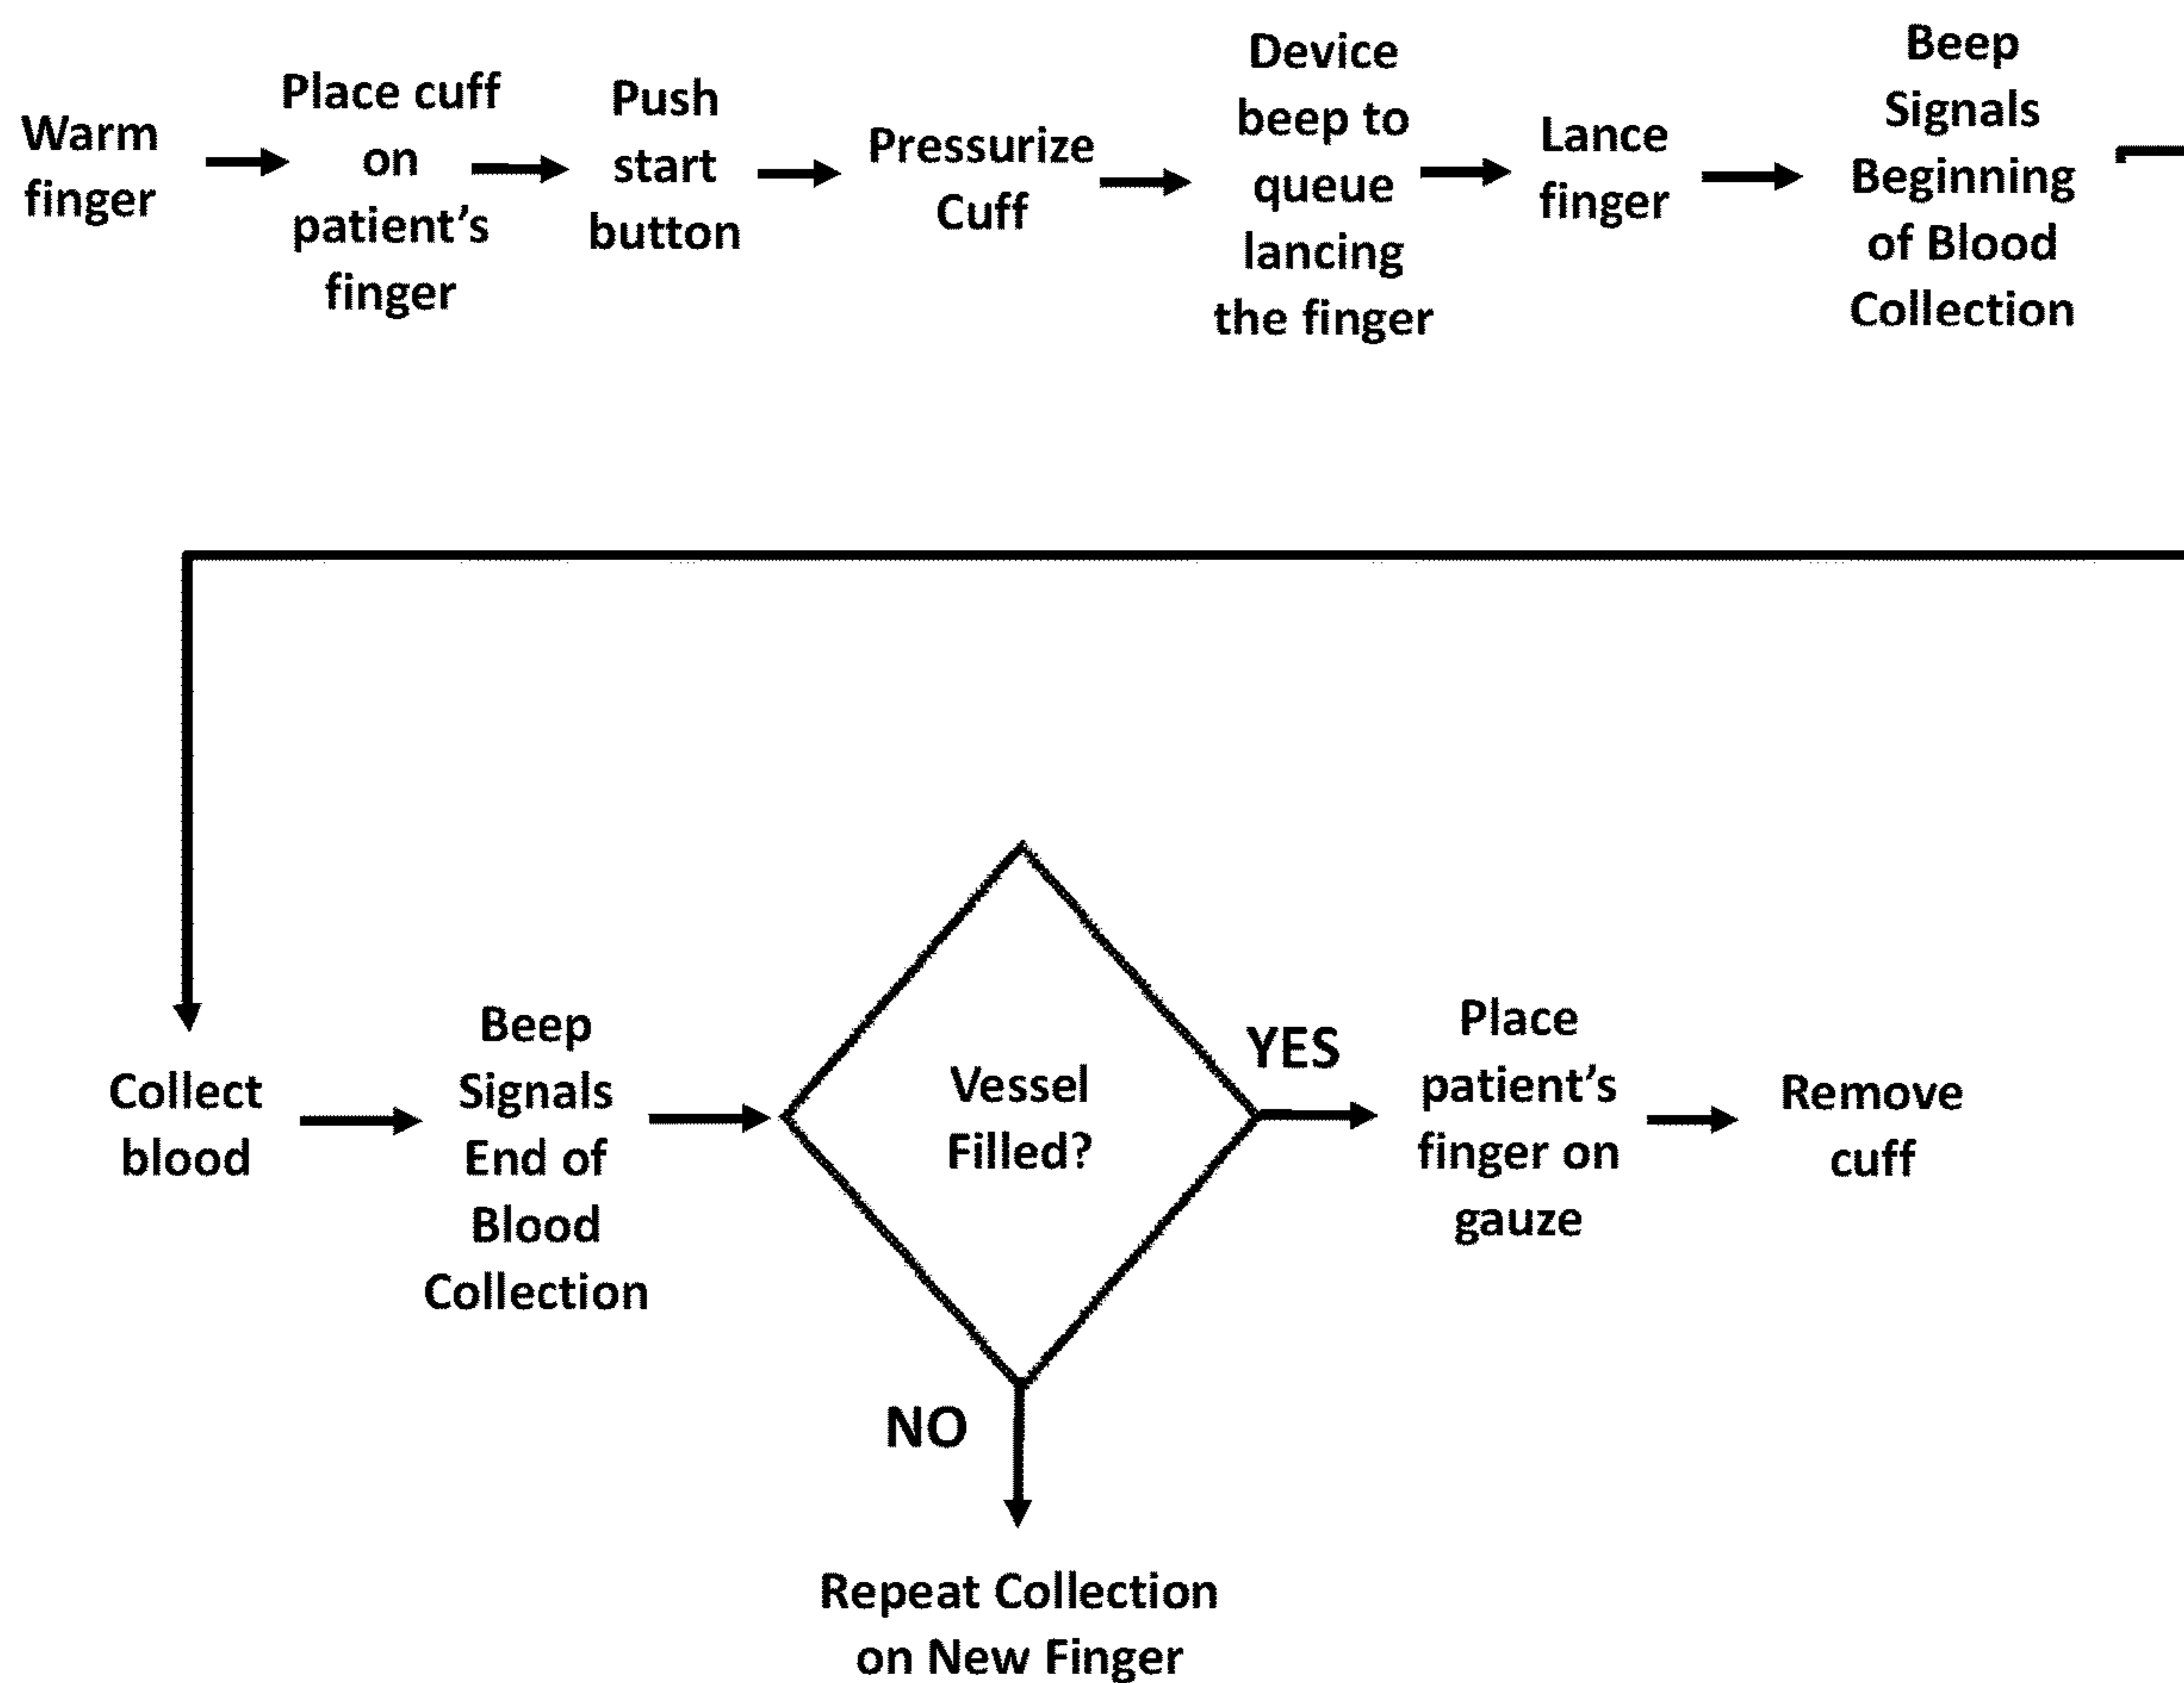 Warm
finger
Place cuff
on
patient's
finger
Push
start
button
Pressurize
Cuff
Device
beep to
queue
lancing
the finger
Lance
finger
Beep
Signals
Beginning
of Blood
Collection
Collect
blood
Beep
Signals
End of
Blood
Collection
Vessel
Filled?
YES
Place
patient's
finger on
gauze
Remove
cuff
NO
Repeat Collection
on New Finger